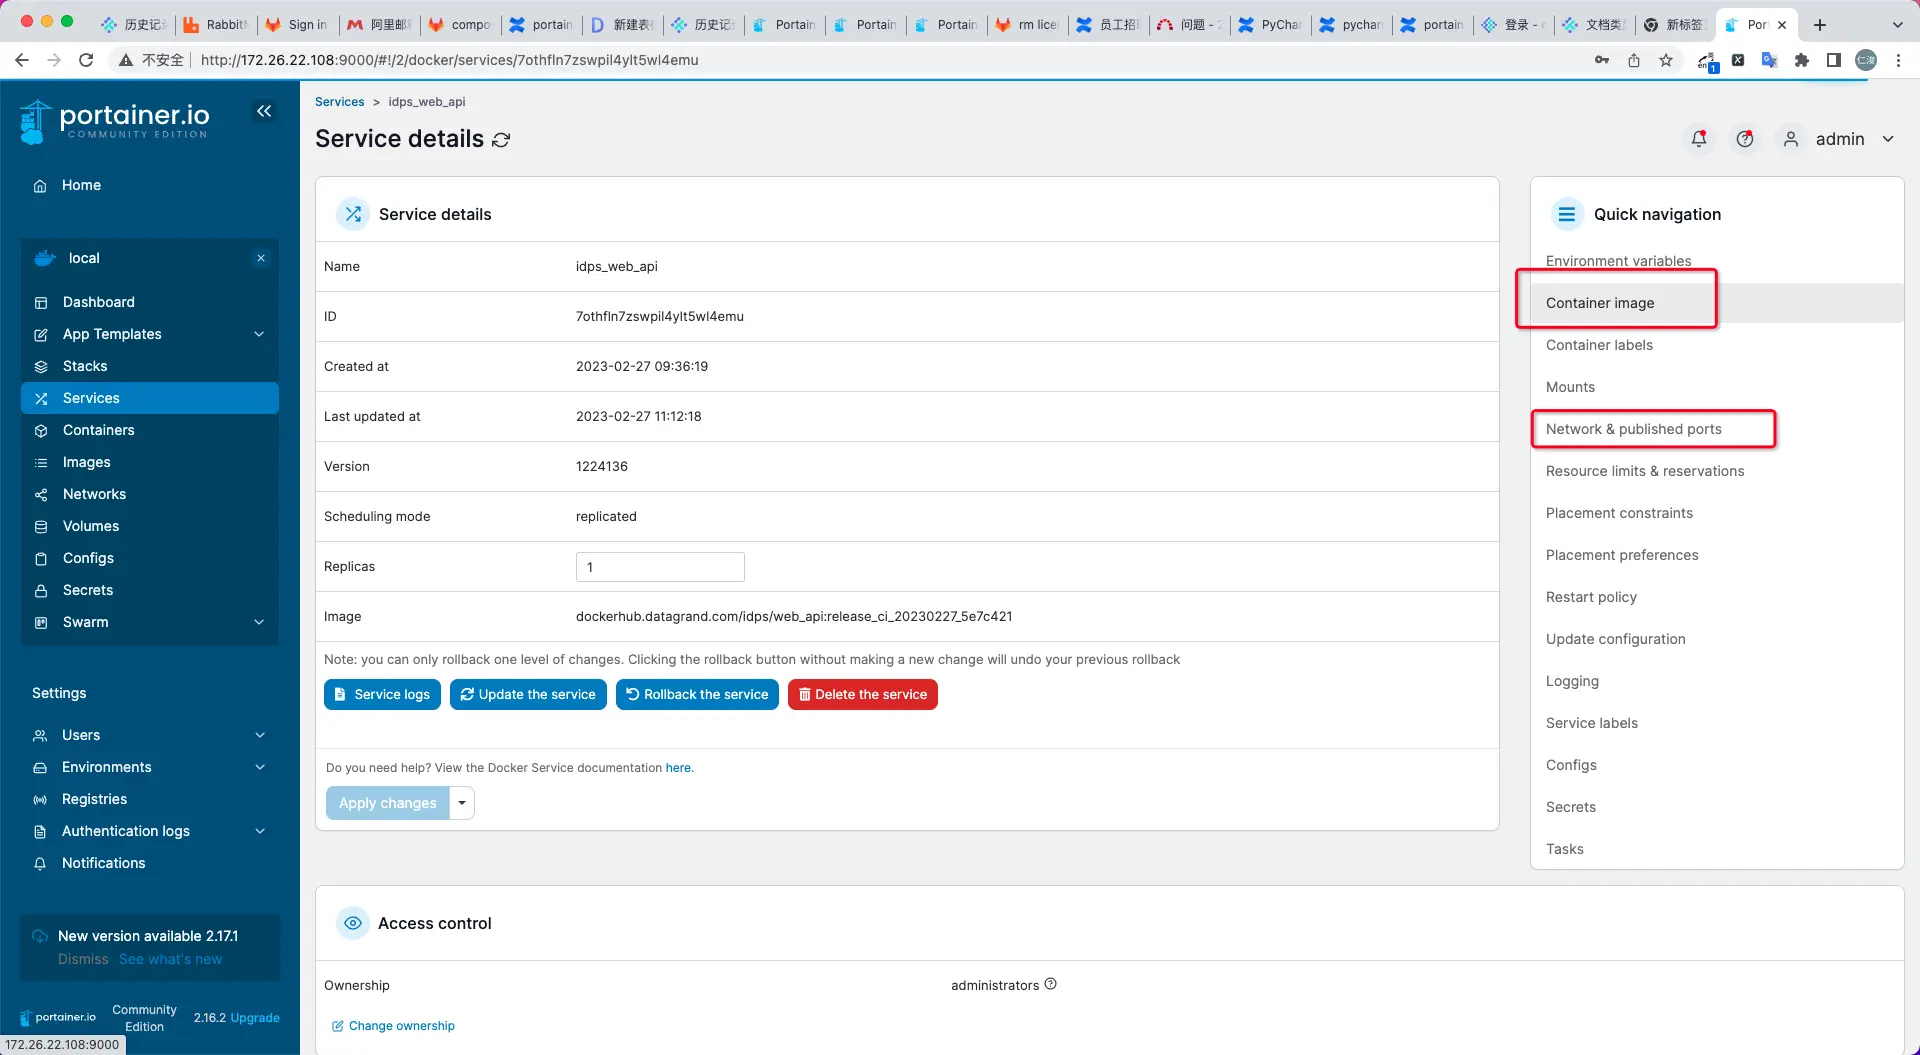 历史记录
Rabbit
Sign in
阿里邮
compo
portain
新建表
历史记
Portain
Portain
Portain
rm lice
员工招
问题 - 2
PyChar
pychar
portain
登录 -
文档类
新标签
Por
不安全
http://172.26.22.108:9000/#!/2/docker/services/7othfln7zswpil4ylt5wl4emu
1
仁浚
portainer.io
COMMUNITY EDITION
Home
local
Dashboard
App Templates
Stacks
Services
Containers
Images
Networks
Volumes
Configs
Secrets
Swarm
Settings
Users
Environments
Registries
Authentication logs
Notifications
New version available 2.17.1
Dismiss See what's new
portainer.io Community Edition 2.16.2 Upgrade
172.26.22.108:9000
Services > idps_web_api
Service details
admin
Service details
Name idps_web_api
ID 7othfln7zswpil4ylt5wl4emu
Created at 2023-02-27 09:36:19
Last updated at 2023-02-27 11:12:18
Version 1224136
Scheduling mode replicated
Replicas 1
Image dockerhub.datagrand.com/idps/web_api:release_ci_20230227_5e7c421
Note: you can only rollback one level of changes. Clicking the rollback button without making a new change will undo your previous rollback
Service logs Update the service Rollback the service Delete the service
Do you need help? View the Docker Service documentation here.
Apply changes
Quick navigation
Environment variables
Container image
Container labels
Mounts
Network & published ports
Resource limits & reservations
Placement constraints
Placement preferences
Restart policy
Update configuration
Logging
Service labels
Configs
Secrets
Tasks
Access control
Ownership administrators
Change ownership